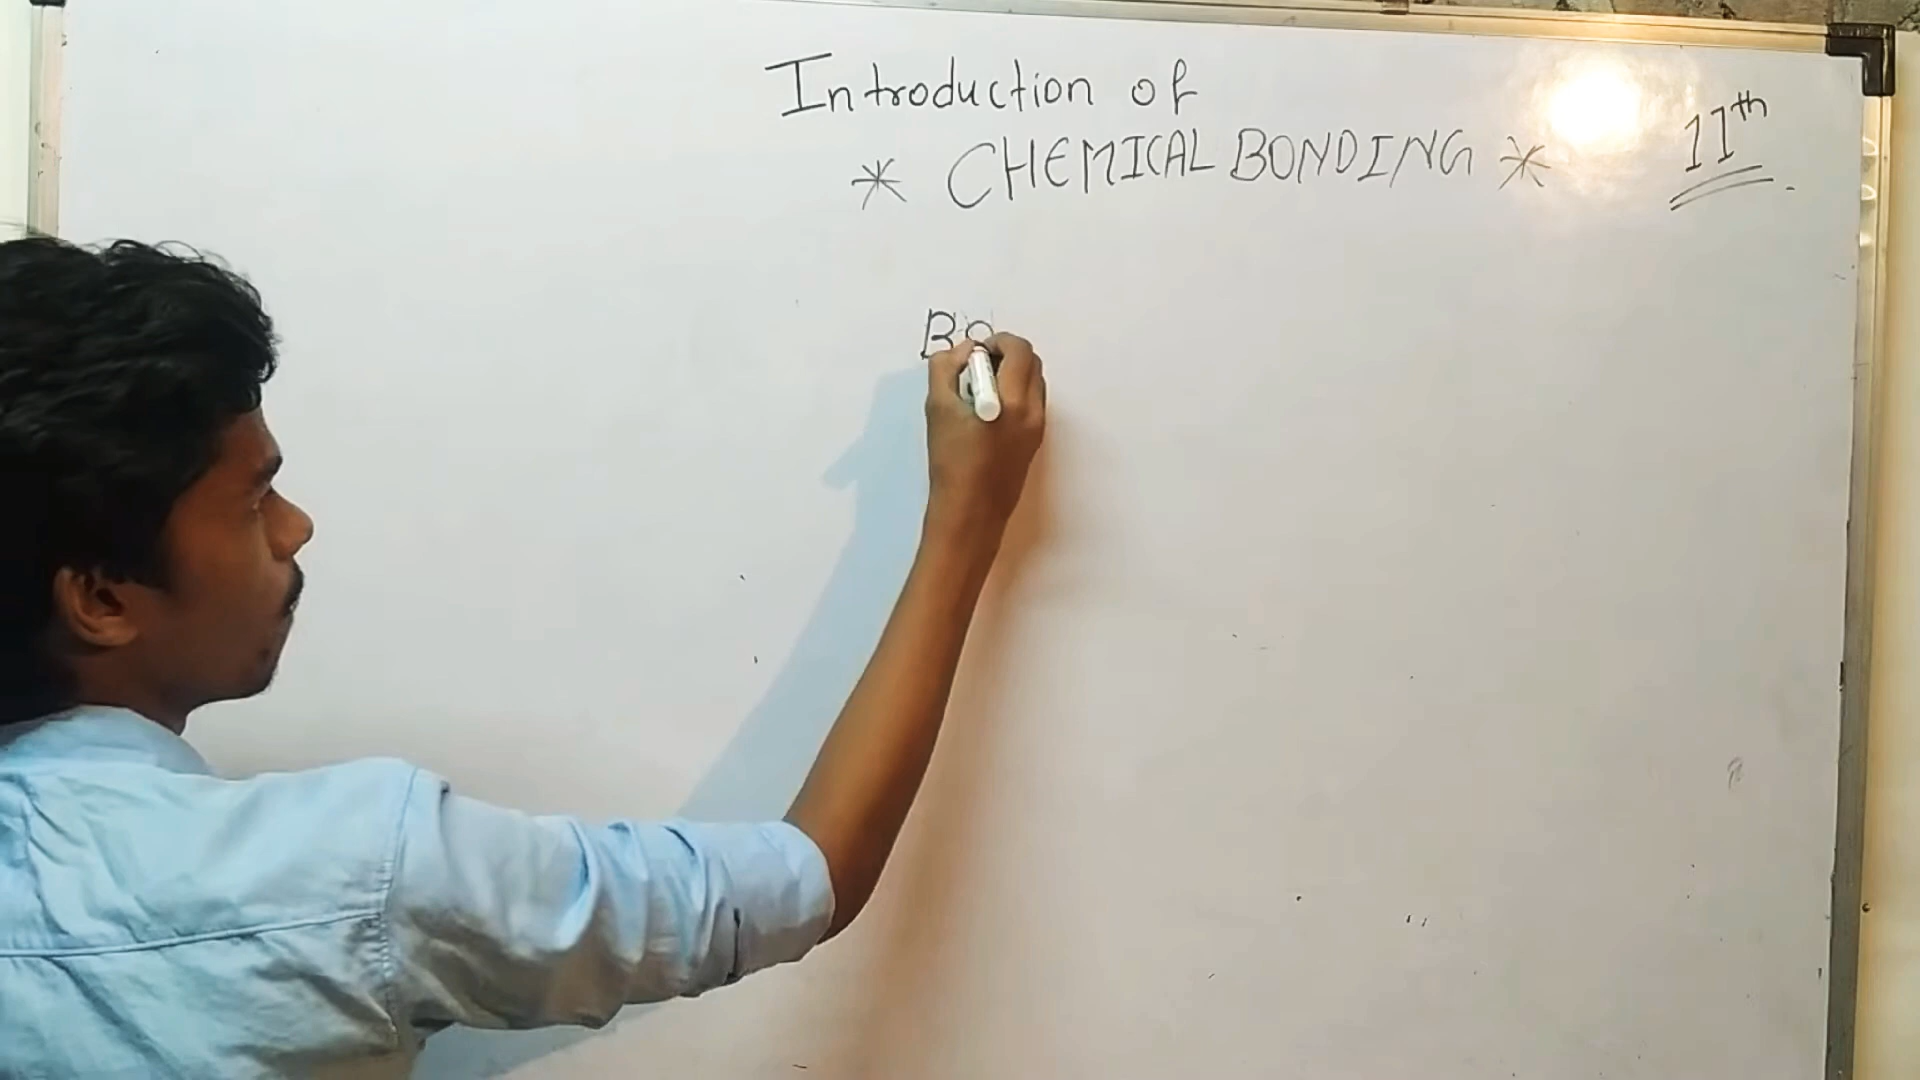 Introduction of
* CHEMICAL BONDING *
11th
Bo